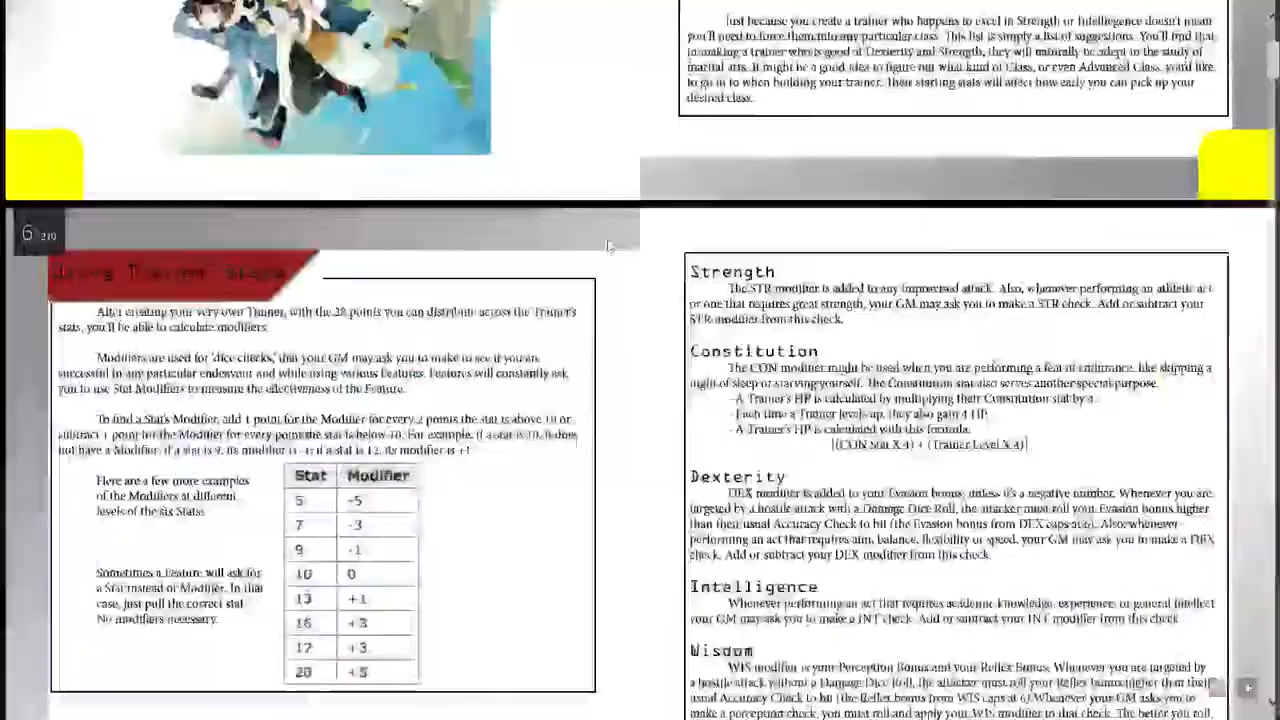 Just because you create a trainer who happens to excel in Strength or Intellegence doesn't mean
you'll need to force them into any particular class. This list is simply a list of suggestions. You'll find that
in making a trainer who is good at Dexterity and Strength, they will naturally be adept in the study of
martial arts. It might be a good idea to figure out what kind of Class, or even Advanced Class, you'd like
to go in to when building your trainer. Then starting stats will affect how early you can pick up your
desired class.
6 210
Using Trainer Stats
After creating your very own Trainer, with the 28 points you can distribute across the Trainer's
stats, you'll be able to calculate modifiers.
Modifiers are used for 'dice checks,' that your GM may ask you to make to see if you are
successful in any particular endeavour and while using various Features. Features will constantly ask
you to use Stat Modifiers to measure the effectiveness of the Feature.
To find a Stat's Modifier, add 1 point for the Modifier for every 2 points the stat is above 10 or
subtract 1 point for the Modifier for every point the stat is below 10. For example, if a stat is 10, it does
not have a Modifier; if a stat is 9, its modifier is -1; if a stat is 12, its modifier is +1
Here are a few more examples
of the Modifiers at different
levels of the six Stats:
Stat Modifier
5 -5
7 -3
9 -1
10 0
13 +1
16 +3
17 +3
20 +5
Sometimes a Feature will ask for
a Stat instead of Modifier. In that
case, just pull the correct stat.
No modifiers necessary.
Strength
The STR modifier is added to any improvised attack. Also, whenever performing an athletic act
or one that requires great strength, your GM may ask you to make a STR check. Add or subtract your
STR modifier from this check.
Constitution
The CON modifier might be used when you are performing a feat of endurance, like skipping a
night of sleep or starving yourself. The Constitution stat also serves another special purpose.
- A Trainer's HP is calculated by multiplying their Constitution stat by 4
- Each time a Trainer levels up, they also gain 4 HP
- A Trainer's HP is calculated with this formula:
[(CON Stat X 4) + (Trainer Level X 4)]
Dexterity
DEX modifier is added to your Evasion bonus, unless it's a negative number. Whenever you are
targeted by a hostile attack with a Damage Dice Roll, the attacker must roll your Evasion bonus higher
than their usual Accuracy Check to hit (the Evasion bonus from DEX caps at 6). Also, whenever
performing an act that requires aim, balance, flexibility or speed, your GM may ask you to make a DEX
check. Add or subtract your DEX modifier from this check.
Intelligence
Whenever performing an act that requires academic knowledge, experience, or general intellect
your GM may ask you to make a INT check. Add or subtract your INT modifier from this check
Wisdom
WIS modifier is your Perception Bonus and your Reflex Bonus. Whenever you are targeted by
a hostile attack without a Damage Dice Roll, the attacker must roll your Reflex bonus higher than their
usual Accuracy Check to hit (the Reflex bonus from WIS caps at 6). Whenever your GM asks you to
make a perception check, you must roll and apply your WIS modifier to that check. The better you roll,